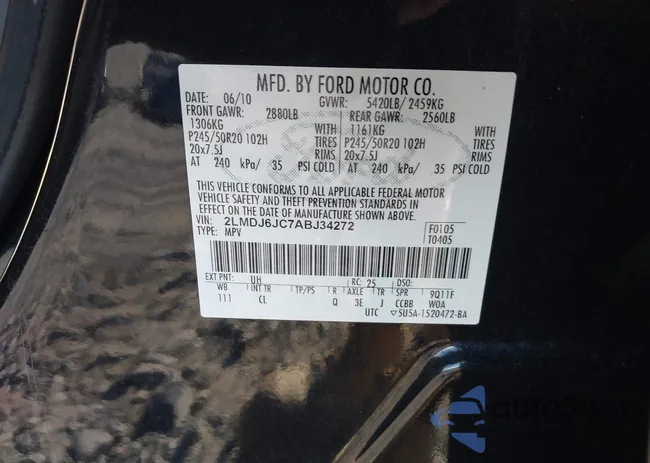 MFD. BY FORD MOTOR CO.
DATE: 06/10 GVWR: 5420LB/ 2459KG
FRONT GAWR: 2880LB REAR GAWR: 2560LB
1306KG WITH 1161KG WITH
P245/50R20 102H TIRES P245/50R20 102H TIRES
20x7.5J RIMS 20x7.5J RIMS
AT 240 kPa/ 35 PSI COLD AT 240 kPa/ 35 PSI COLD
THIS VEHICLE CONFORMS TO ALL APPLICABLE FEDERAL MOTOR
VEHICLE SAFETY AND THEFT PREVENTION STANDARDS IN
EFFECT ON THE DATE OF MANUFACTURE SHOWN ABOVE.
VIN: 2LMDJ6JC7ABJ34272 F0105
TYPE: MPV T0405
EXT PNT: UH RC: 25 DSO:
WB INT TR TP/PS R AXLE TR SPR 9Q11F
111 CL Q 3E J CCBB WOA
UTC ▽5U5A-1520472-BA